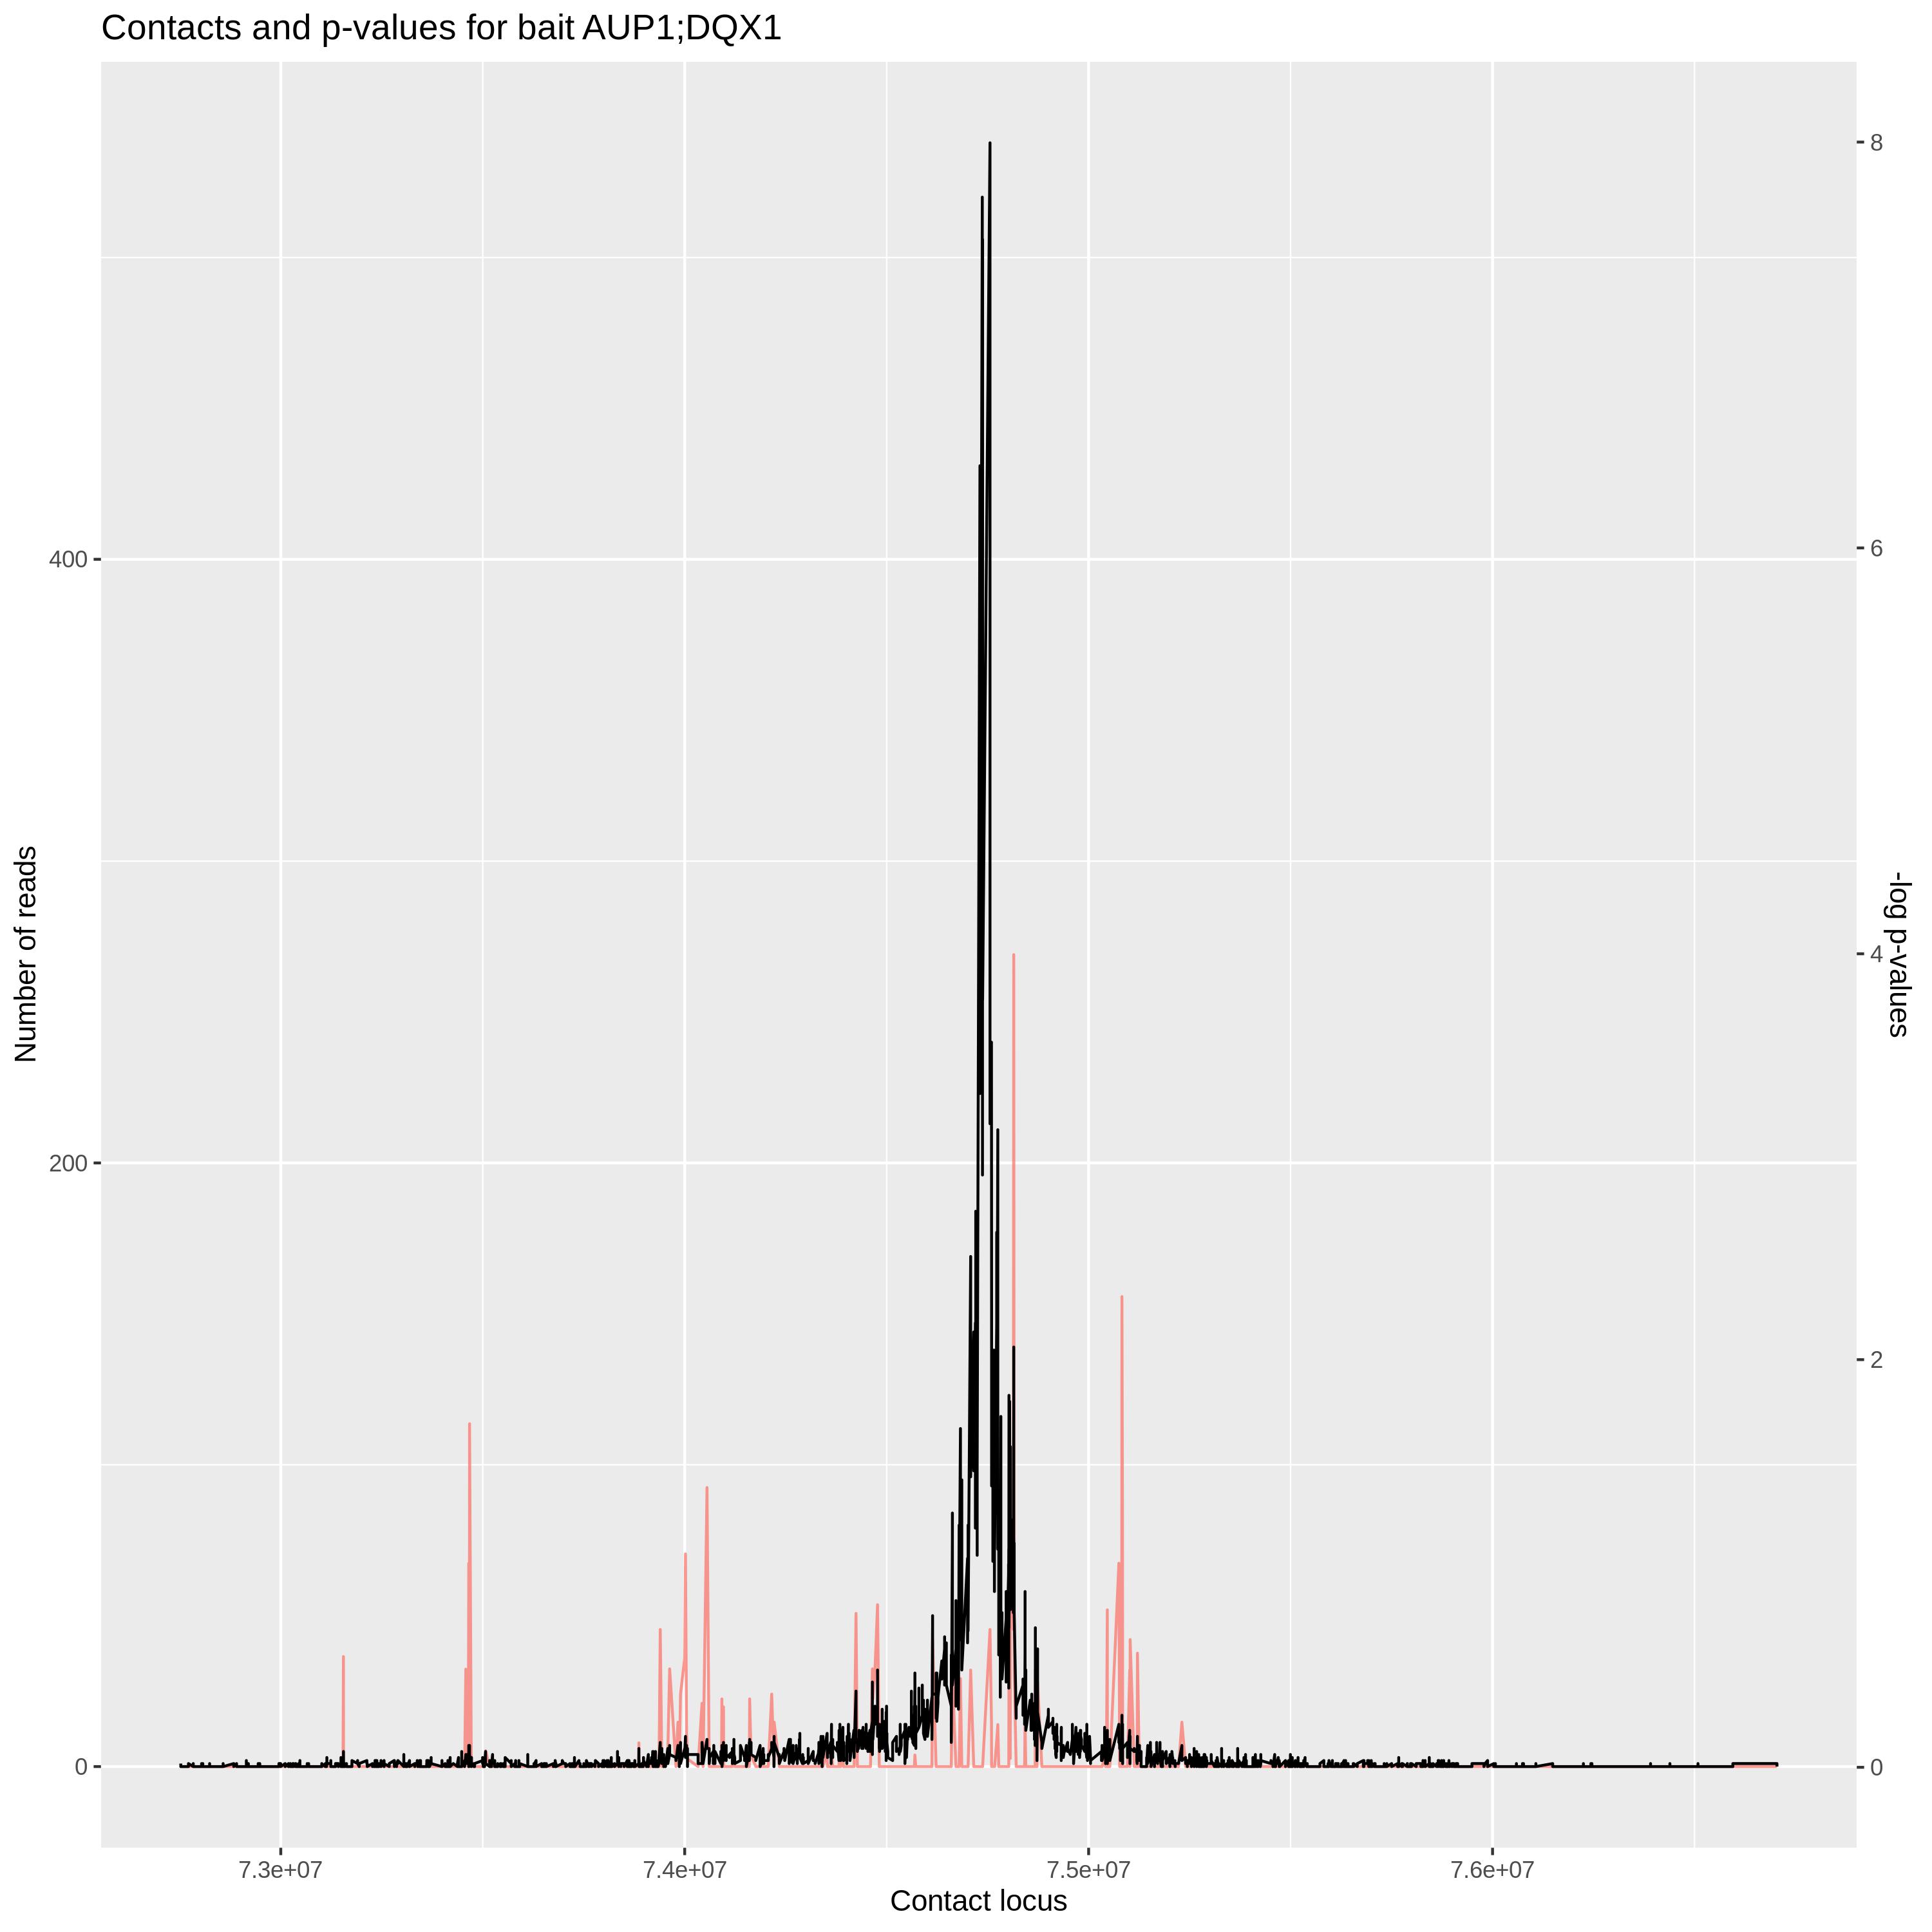 Contacts and p-values for bait AUP1;DQX1
8
6
4
2
0
400
200
0
Number of reads
-log p-values
7.3e+07
7.4e+07
7.5e+07
7.6e+07
Contact locus